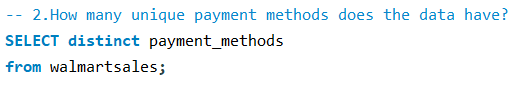 -- 2.How many unique payment methods does the data have?
SELECT distinct payment_methods
from walmartsales;